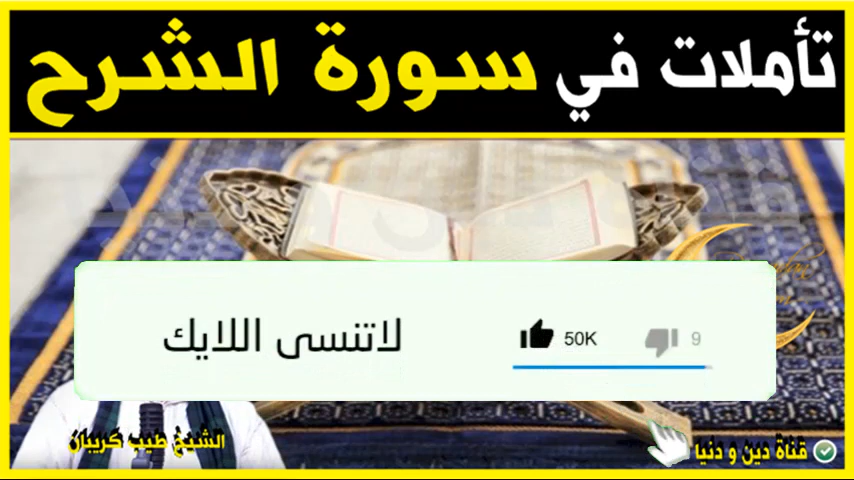 تأملات في سورة الشرح
لاتنسى اللايك
50K
9
الشيخ طيب كريبان
قناة دين و دنيا